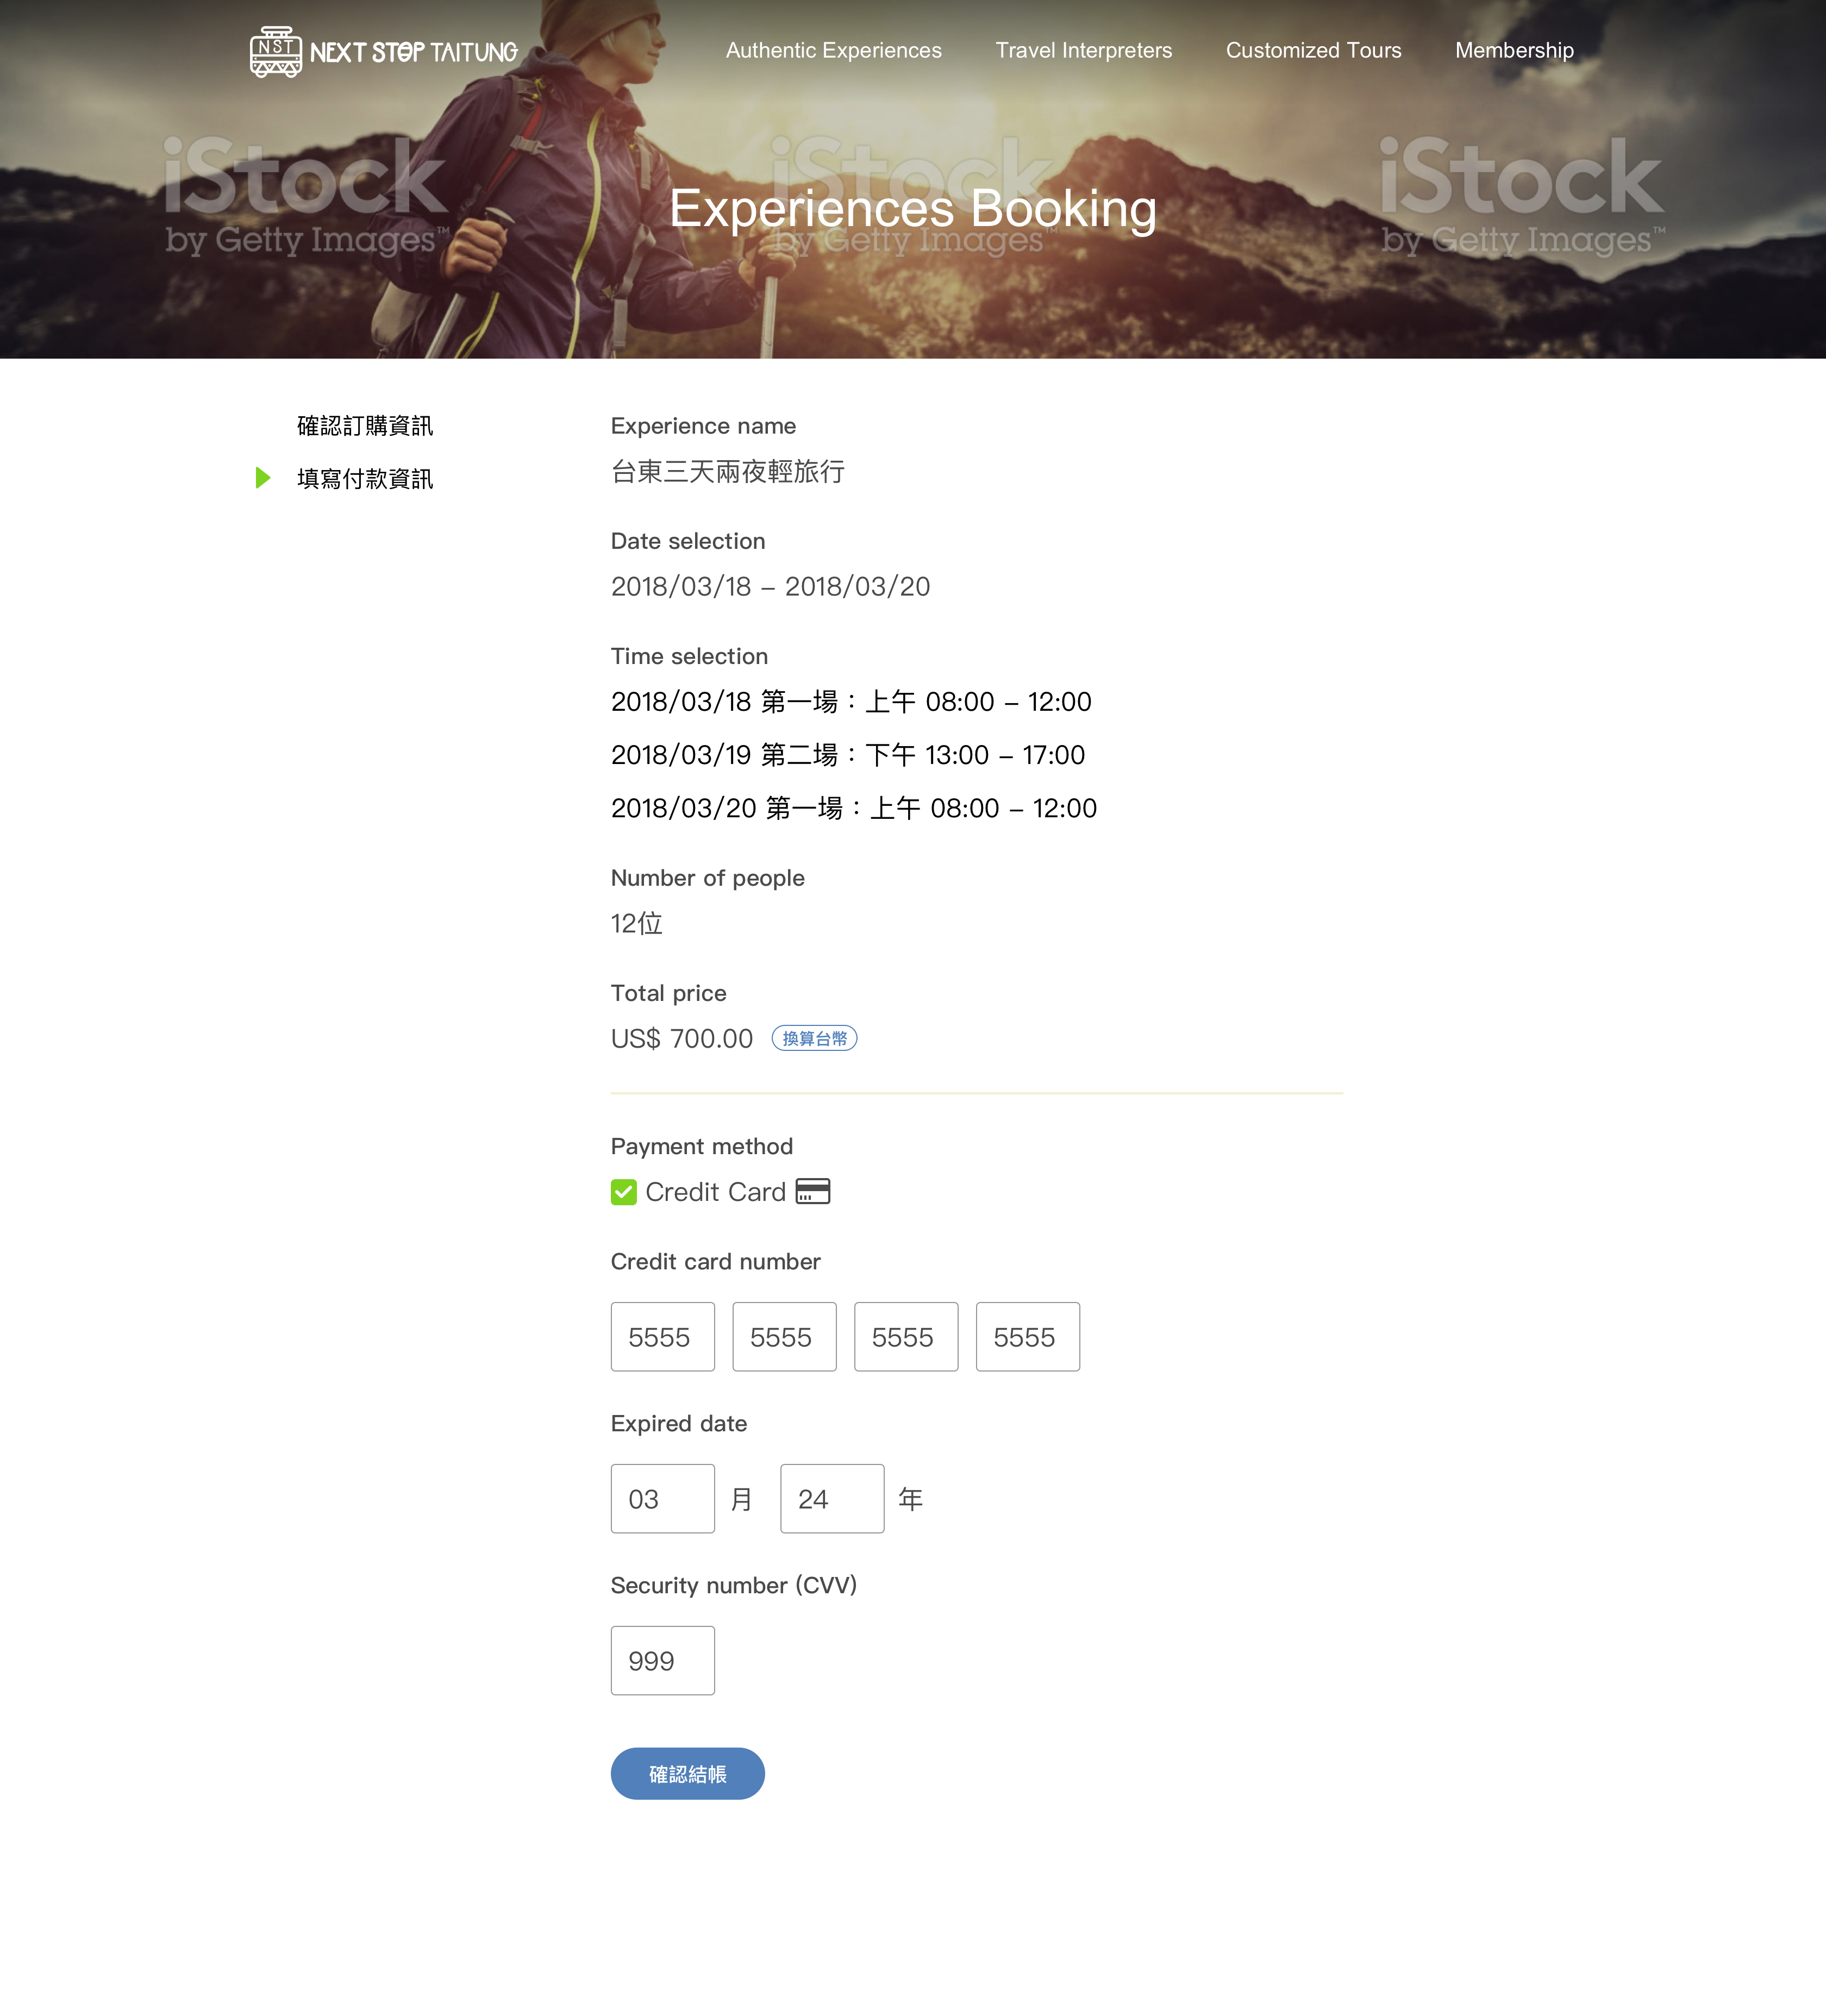 NST NEXT STOP TAITUNG
Authentic Experiences
Travel Interpreters
Customized Tours
Membership
iStock
by Getty Images™
iStock
by Getty Images™
iStock
by Getty Images™
Experiences Booking
確認訂購資訊
填寫付款資訊
Experience name
台東三天兩夜輕旅行
Date selection
2018/03/18 – 2018/03/20
Time selection
2018/03/18 第一場：上午 08:00 – 12:00
2018/03/19 第二場：下午 13:00 – 17:00
2018/03/20 第一場：上午 08:00 – 12:00
Number of people
12位
Total price
US$ 700.00 換算台幣
Payment method
Credit Card
Credit card number
5555 5555 5555 5555
Expired date
03 月 24 年
Security number (CVV)
999
確認結帳